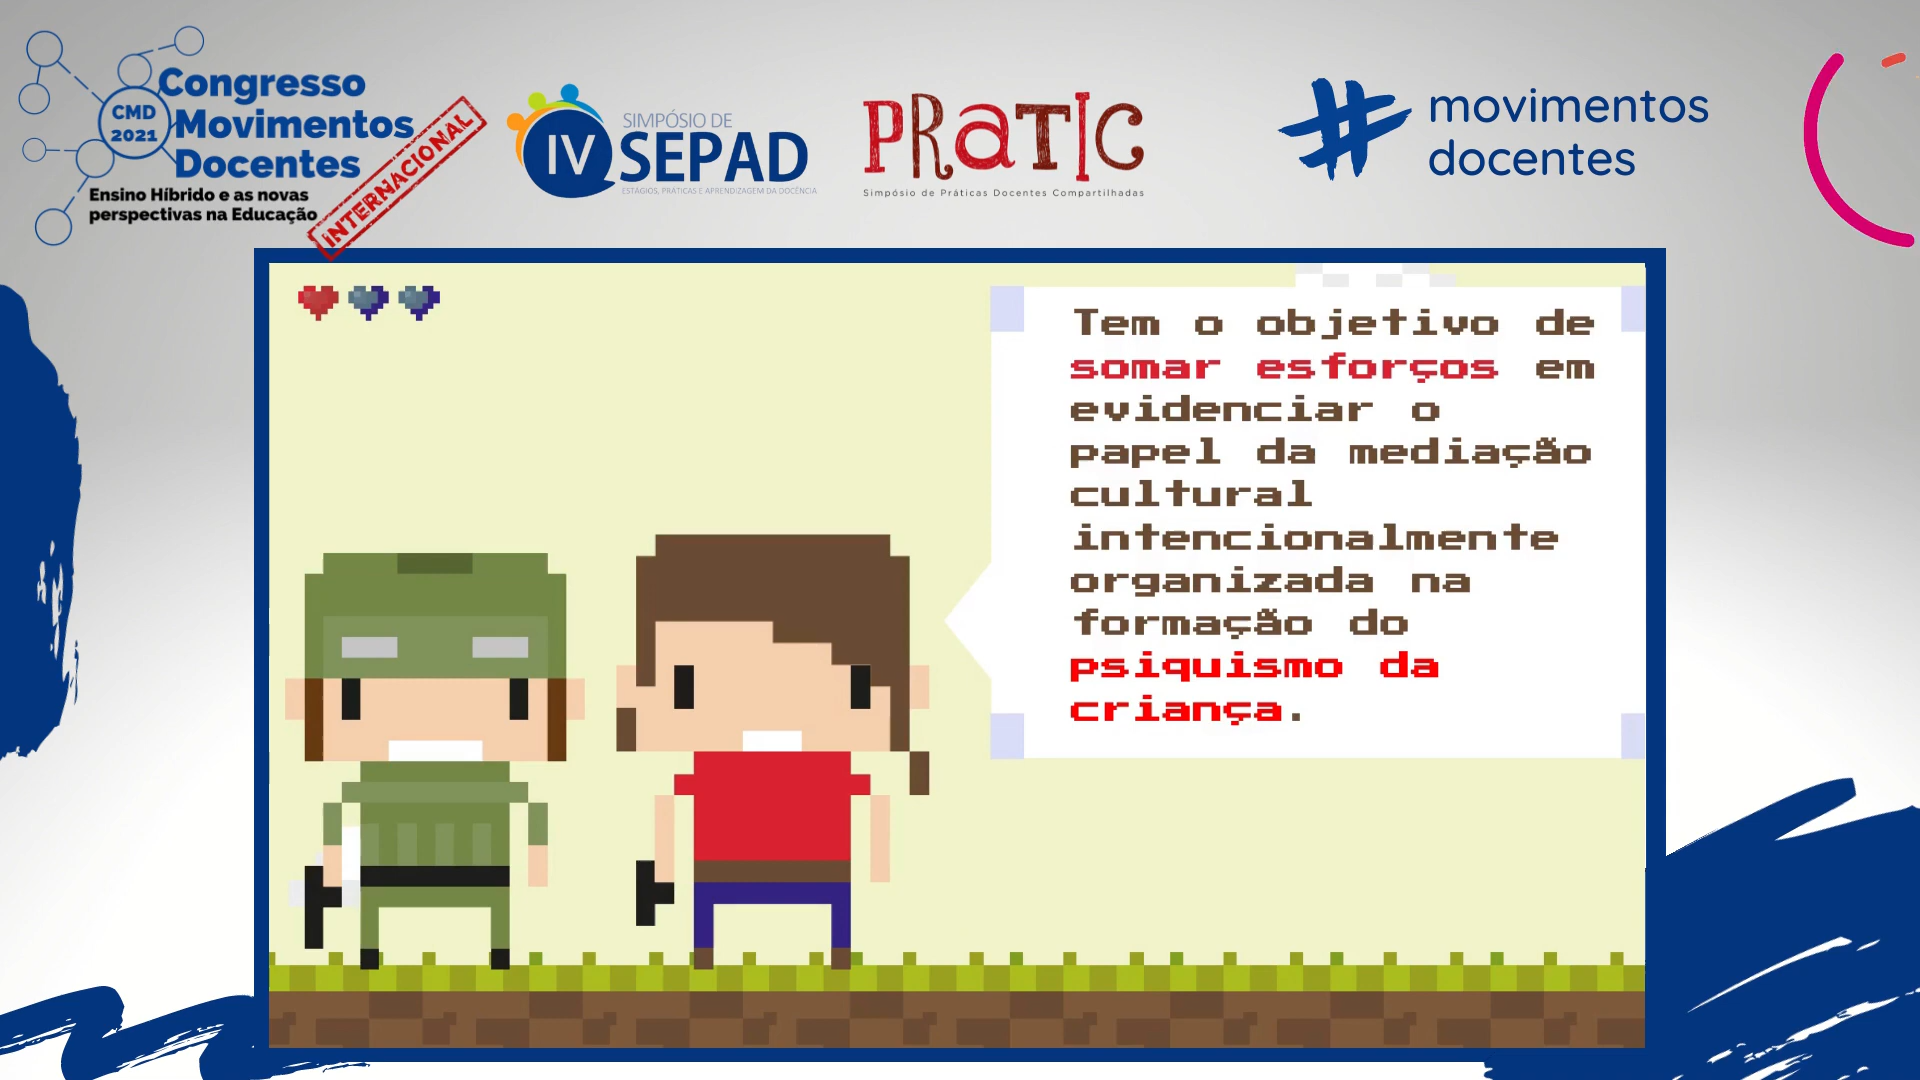 Congresso
CMD
2021
Movimentos
Docentes
Ensino Híbrido e as novas
perspectivas na Educação
INTERNACIONAL
IV
SIMPÓSIO DE
SEPAD
ESTÁGIOS, PRÁTICAS E APRENDIZAGEM DA DOCÊNCIA
PRATIC
Simpósio de Práticas Docentes Compartilhadas
# movimentos
docentes
Tem o objetivo de
somar esforços em
evidenciar o
papel da mediação
cultural
intencionalmente
organizada na
formação do
psiquismo da
criança.